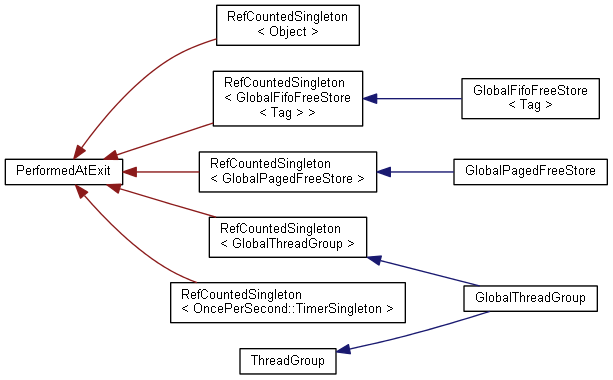 RefCountedSingleton
< Object >
RefCountedSingleton
< GlobalFifoFreeStore
< Tag > >
GlobalFifoFreeStore
< Tag >
PerformedAtExit
RefCountedSingleton
< GlobalPagedFreeStore >
GlobalPagedFreeStore
RefCountedSingleton
< GlobalThreadGroup >
RefCountedSingleton
< OncePerSecond::TimerSingleton >
GlobalThreadGroup
ThreadGroup